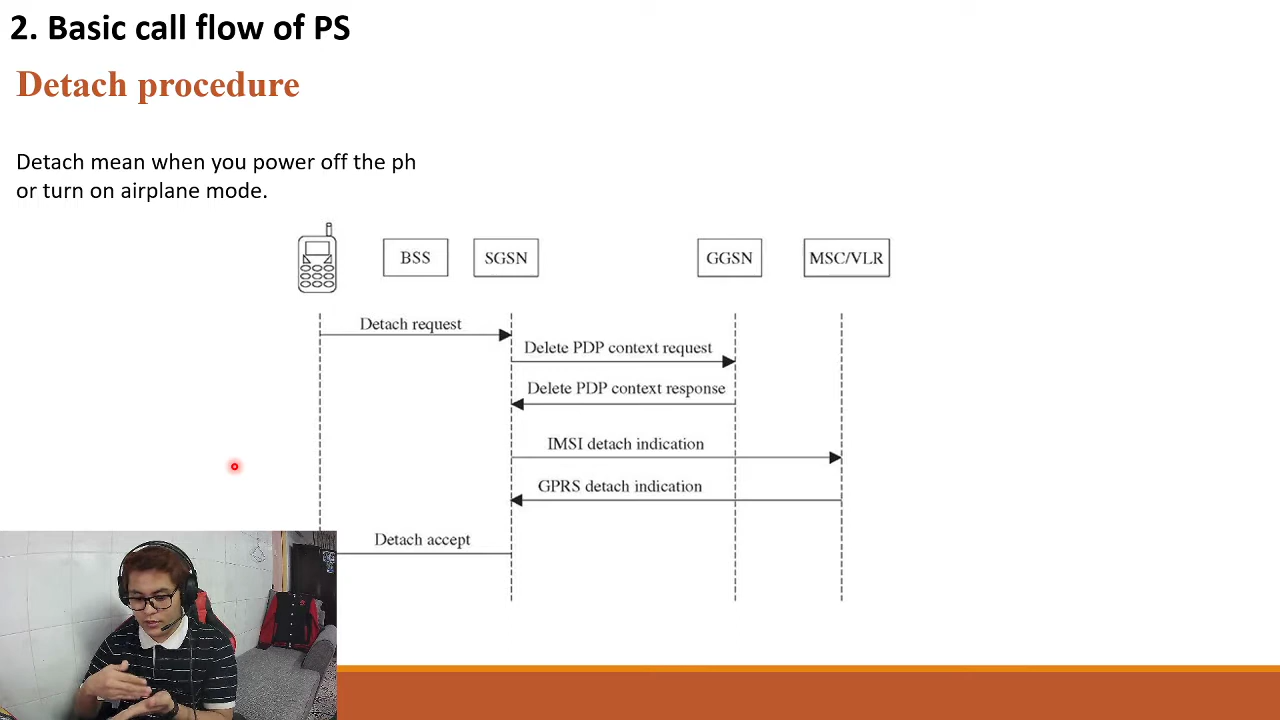 2. Basic call flow of PS
Detach procedure
Detach mean when you power off the ph
or turn on airplane mode.
BSS
SGSN
GGSN
MSC/VLR
Detach request
Delete PDP context request
Delete PDP context response
IMSI detach indication
GPRS detach indication
Detach accept